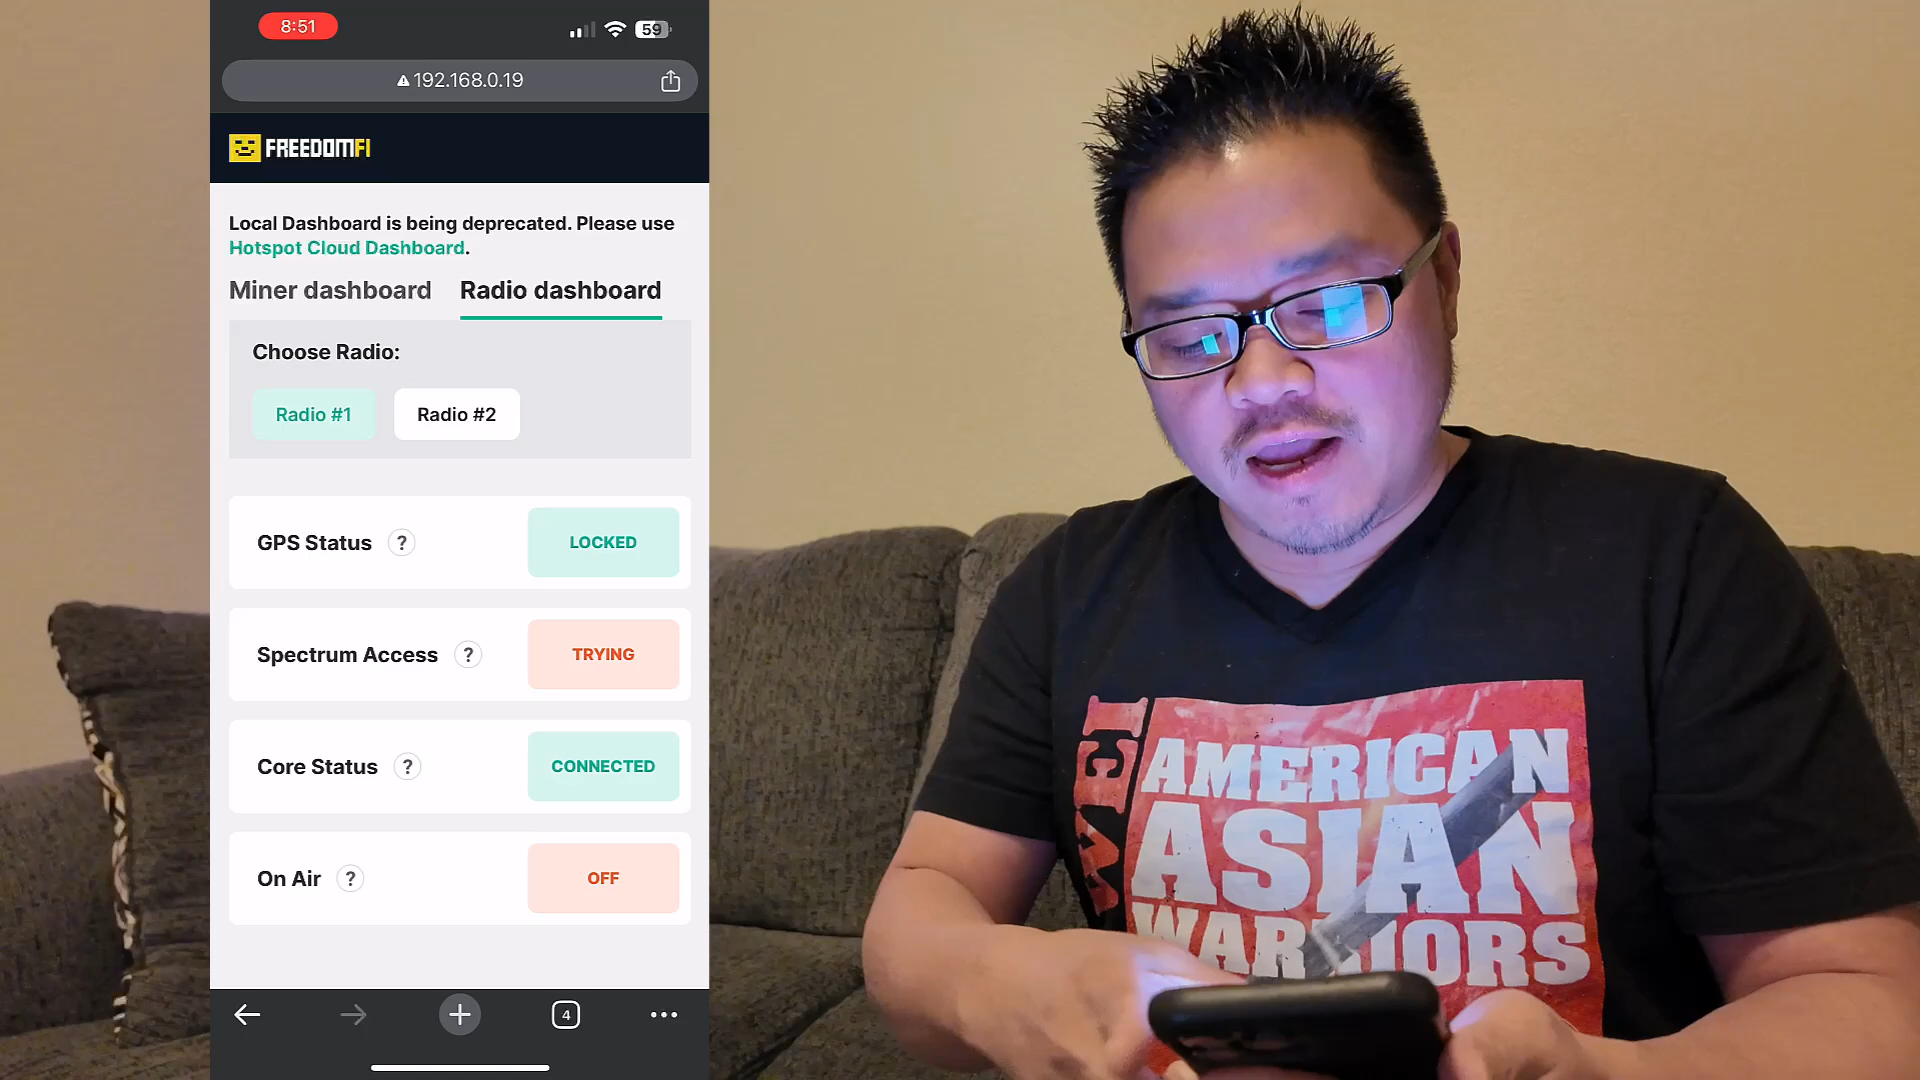 8:51
59
192.168.0.19
FREEDOMFI
Local Dashboard is being deprecated. Please use
Hotspot Cloud Dashboard.
Miner dashboard Radio dashboard
Choose Radio:
Radio #1 Radio #2
GPS Status ? LOCKED
Spectrum Access ? TRYING
Core Status ? CONNECTED
On Air ? OFF
4
AMERICAN
ASIAN
WARRIORS